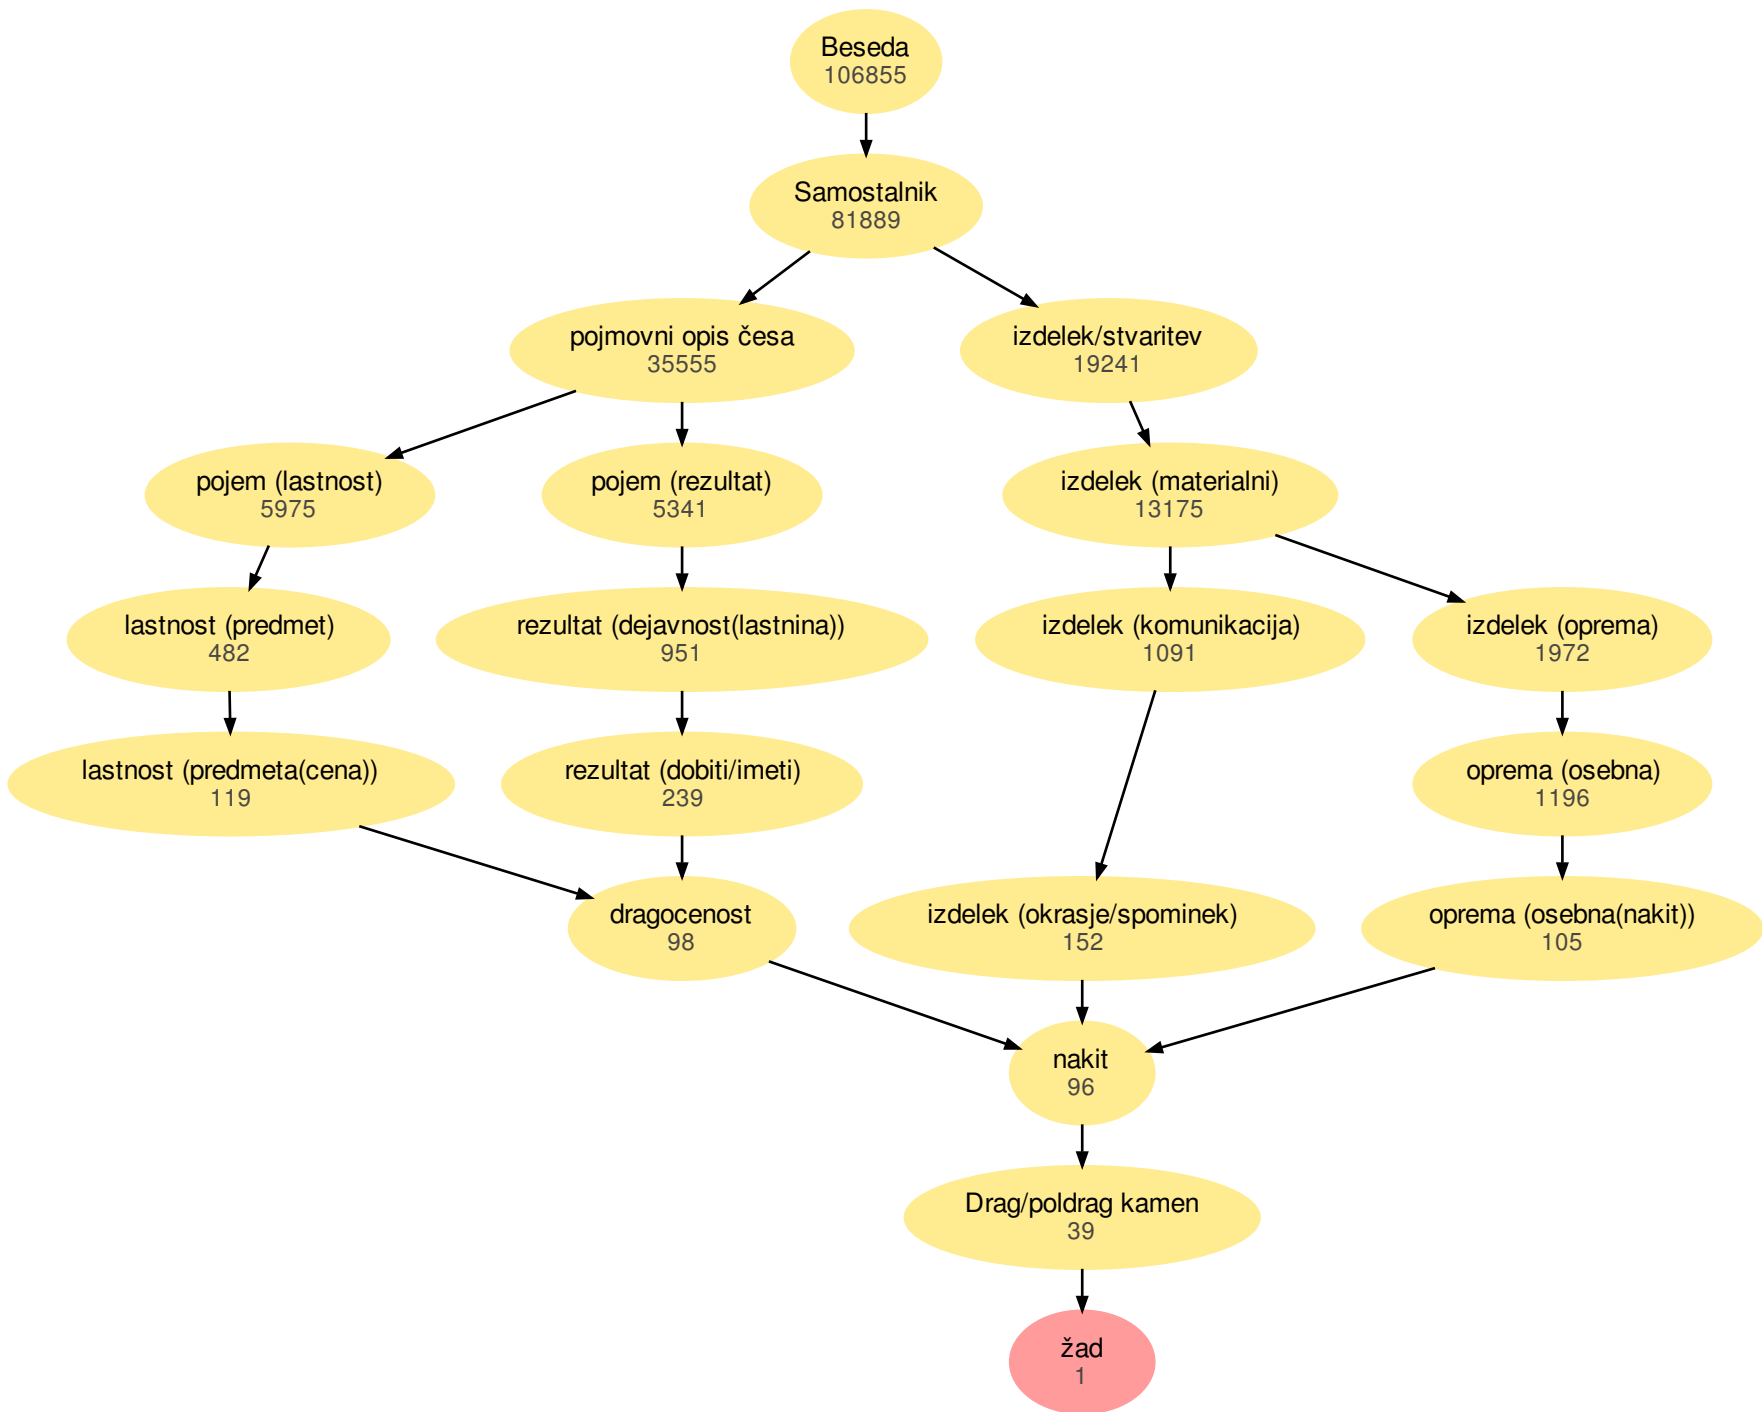 Beseda
106855
Samostalnik
81889
pojmovni opis česa
35555
izdelek/stvaritev
19241
pojem (lastnost)
5975
pojem (rezultat)
5341
izdelek (materialni)
13175
lastnost (predmet)
482
rezultat (dejavnost(lastnina))
951
izdelek (komunikacija)
1091
izdelek (oprema)
1972
lastnost (predmeta(cena))
119
rezultat (dobiti/imeti)
239
oprema (osebna)
1196
dragocenost
98
izdelek (okrasje/spominek)
152
oprema (osebna(nakit))
105
nakit
96
Drag/poldrag kamen
39
žad
1